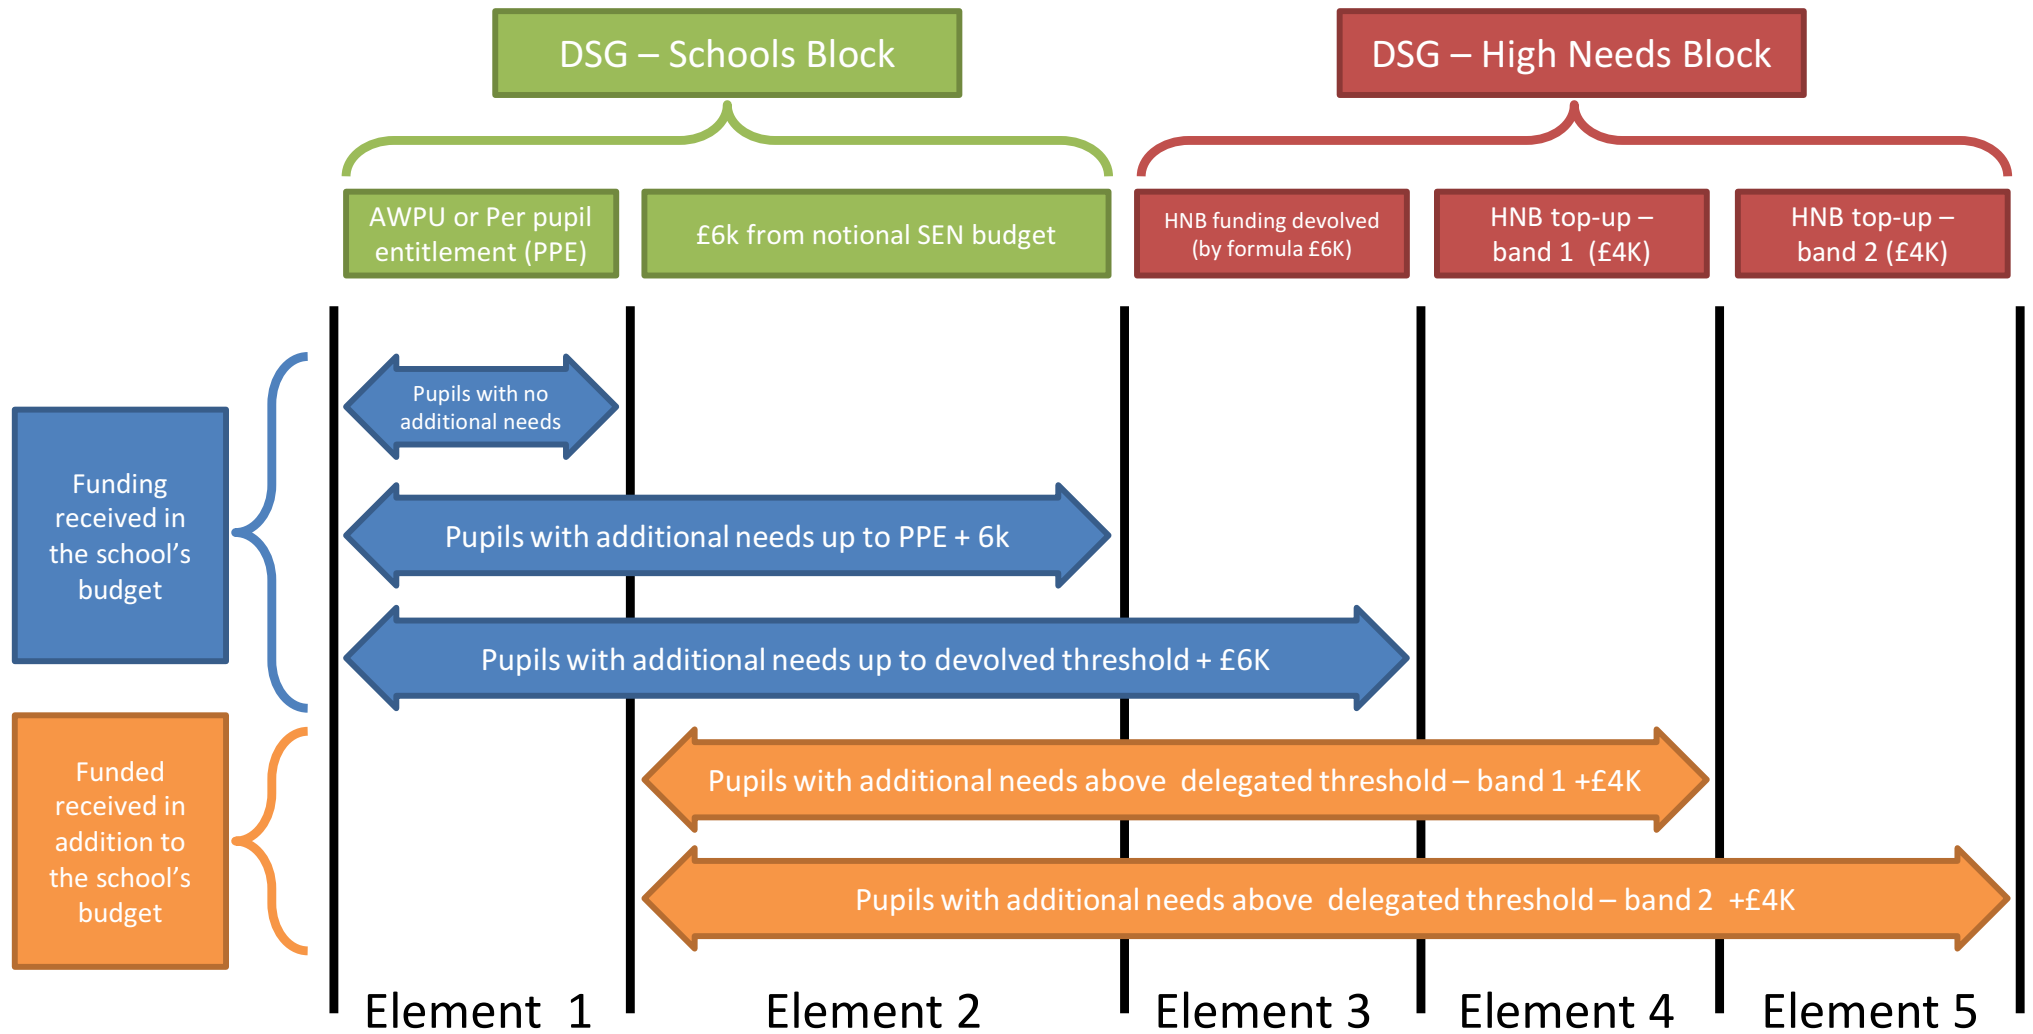 DSG – Schools Block
DSG – High Needs Block
AWPU or Per pupil
entitlement (PPE)
£6k from notional SEN budget
HNB funding devolved
(by formula £6K)
HNB top-up –
band 1 (£4K)
HNB top-up –
band 2 (£4K)
Funding
received in
the school’s
budget
Pupils with no
additional needs
Pupils with additional needs up to PPE + 6k
Pupils with additional needs up to devolved threshold + £6K
Funded
received in
addition to
the school’s
budget
Pupils with additional needs above delegated threshold – band 1 +£4K
Pupils with additional needs above delegated threshold – band 2 +£4K
Element 1
Element 2
Element 3
Element 4
Element 5